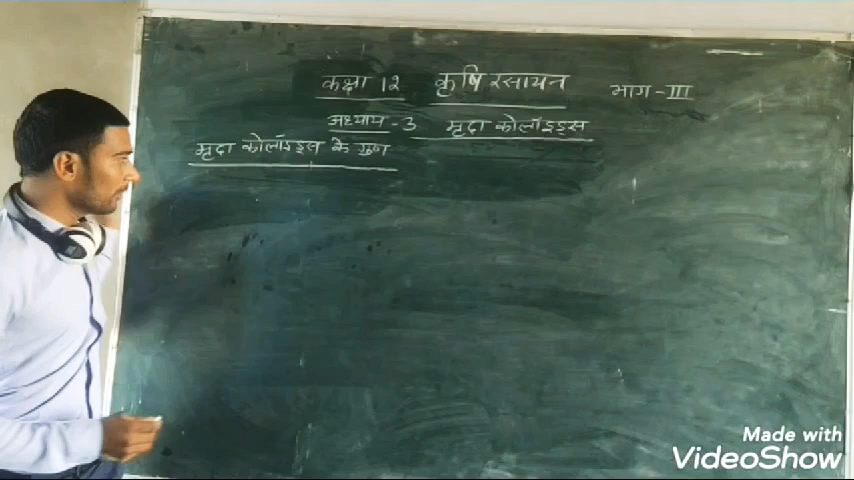 कक्षा 12 कृषि रसायन भाग - III
अध्याय - 3 मृदा कोलॉइड्स
मृदा कोलॉइड्स के गुण
Made with
VideoShow